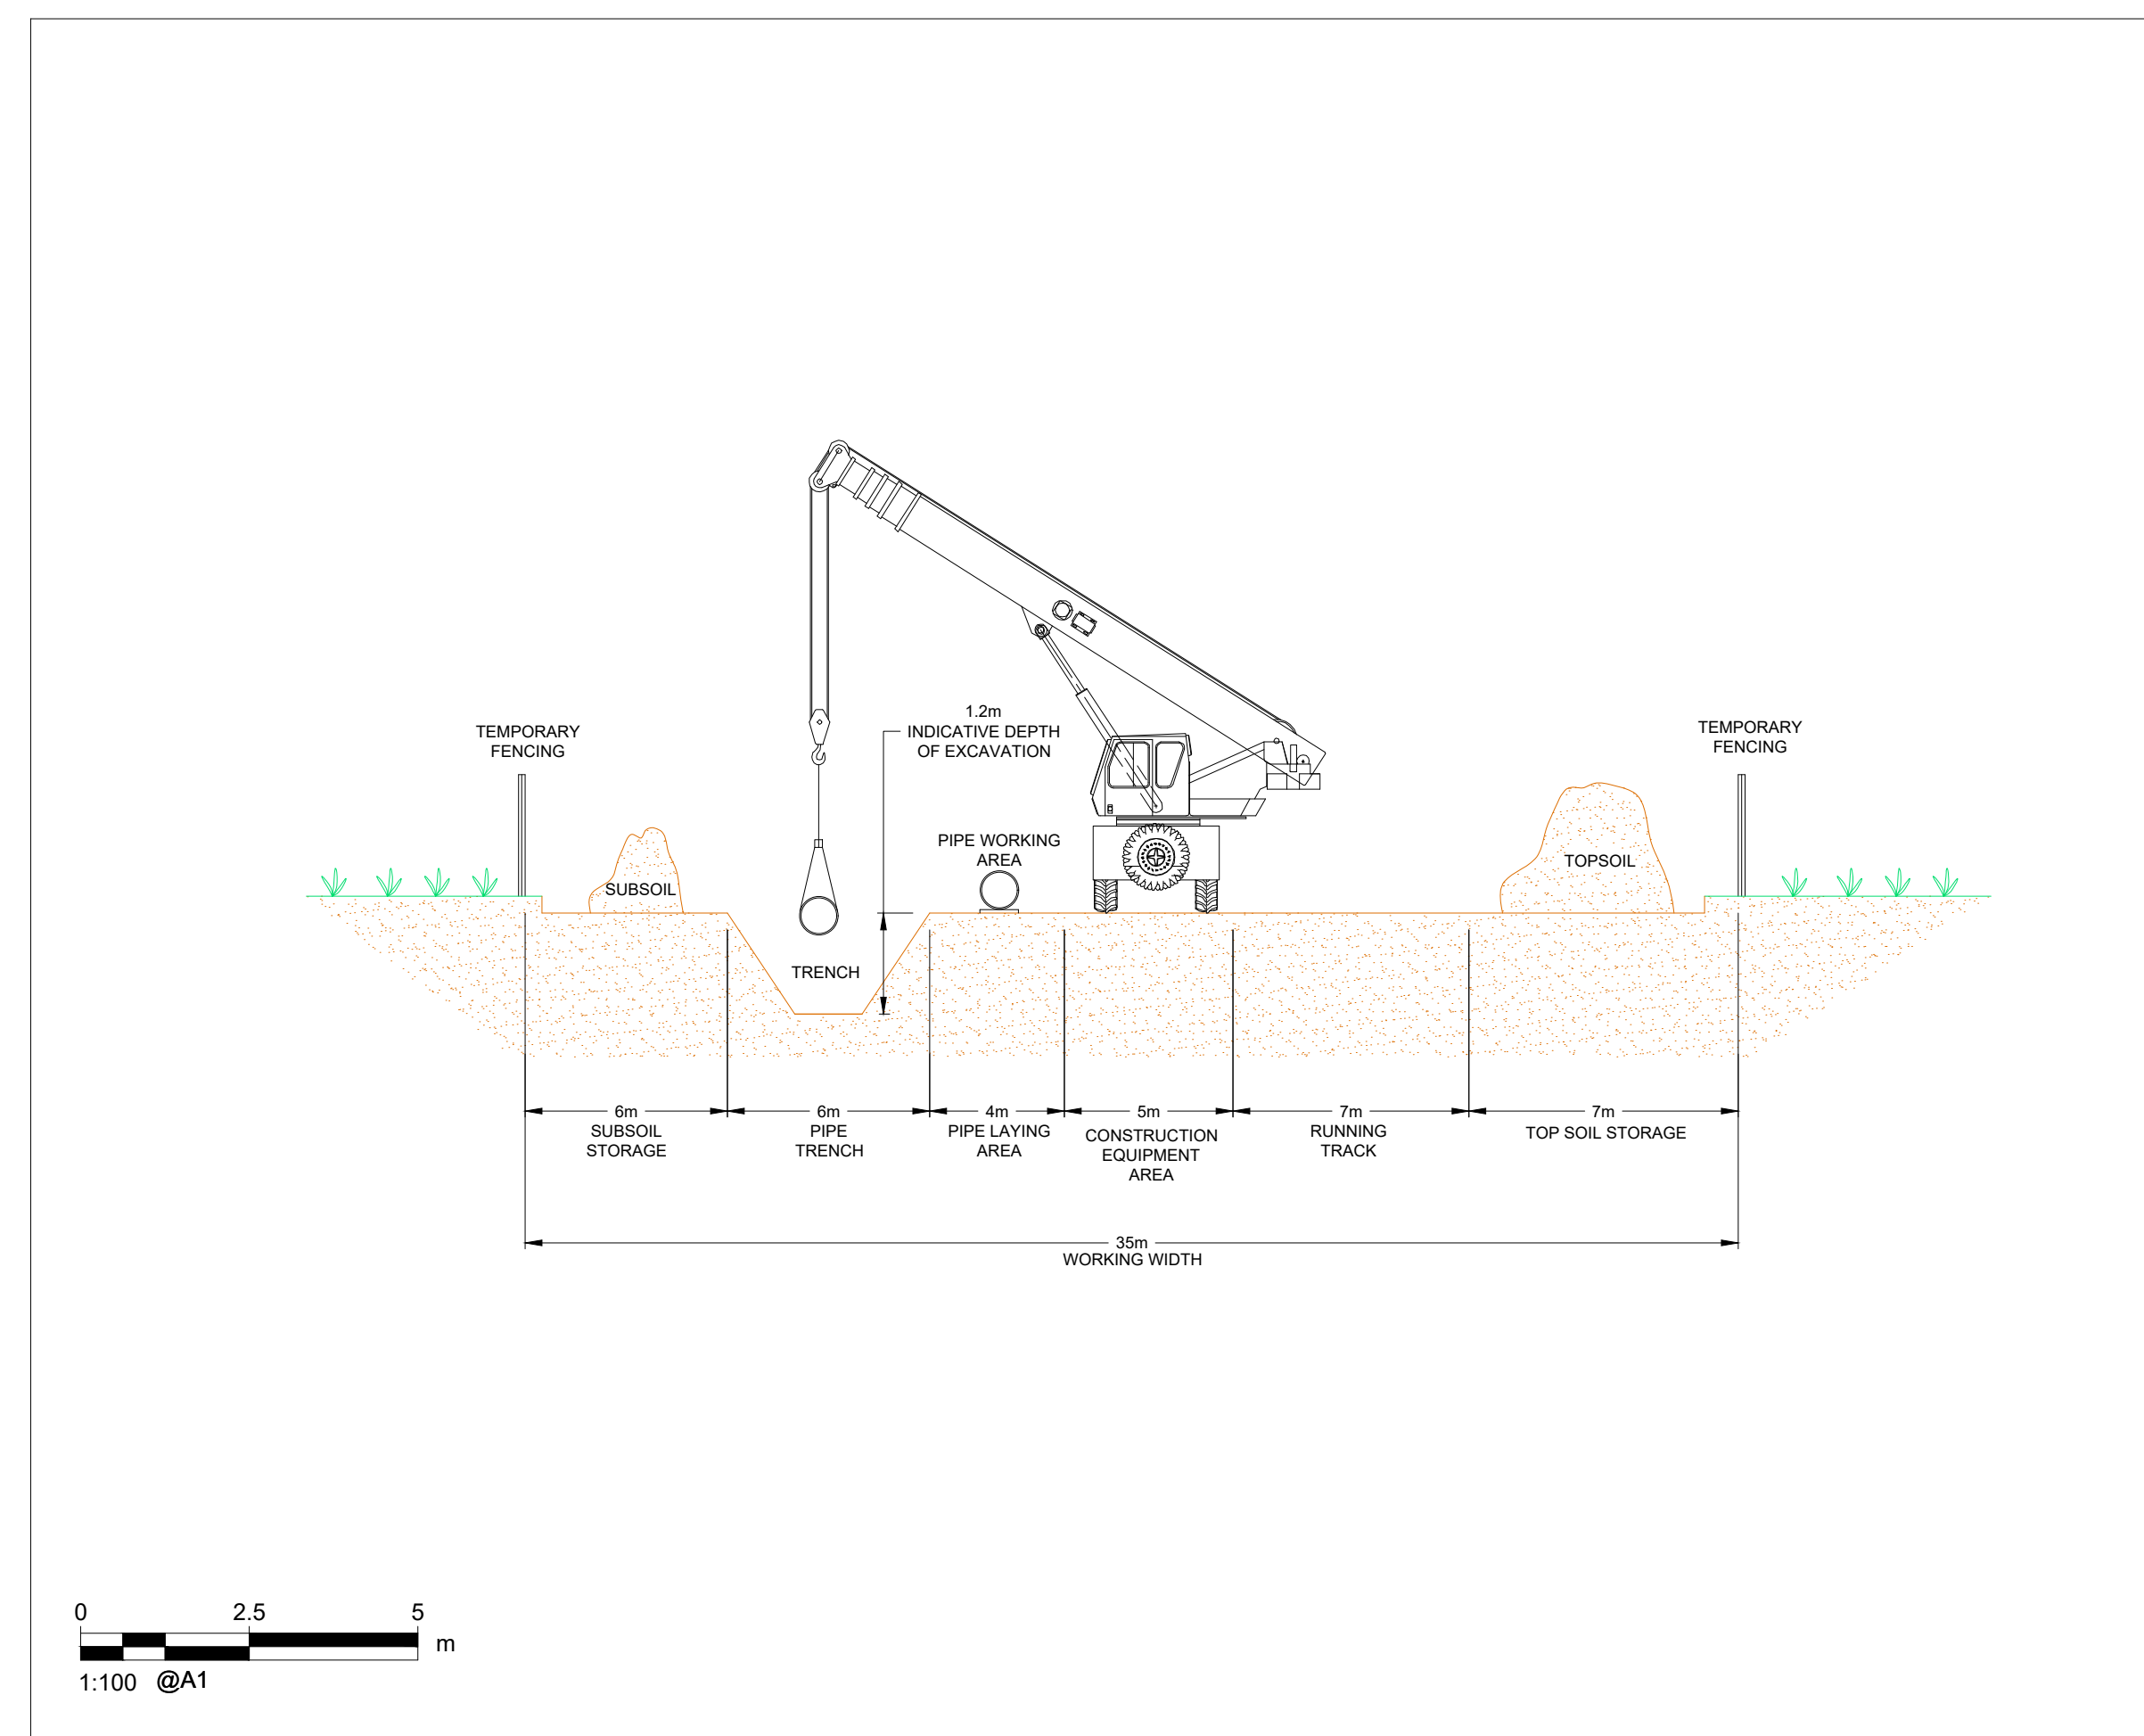 1.2m
INDICATIVE DEPTH
OF EXCAVATION
TEMPORARY
FENCING
TEMPORARY
FENCING
PIPE WORKING
AREA
SUBSOIL
TOPSOIL
TRENCH
6m
SUBSOIL
STORAGE
6m
PIPE
TRENCH
4m
PIPE LAYING
AREA
5m
CONSTRUCTION
EQUIPMENT
AREA
7m
RUNNING
TRACK
7m
TOP SOIL STORAGE
35m
WORKING WIDTH
0 2.5 5
m
1:100 @A1